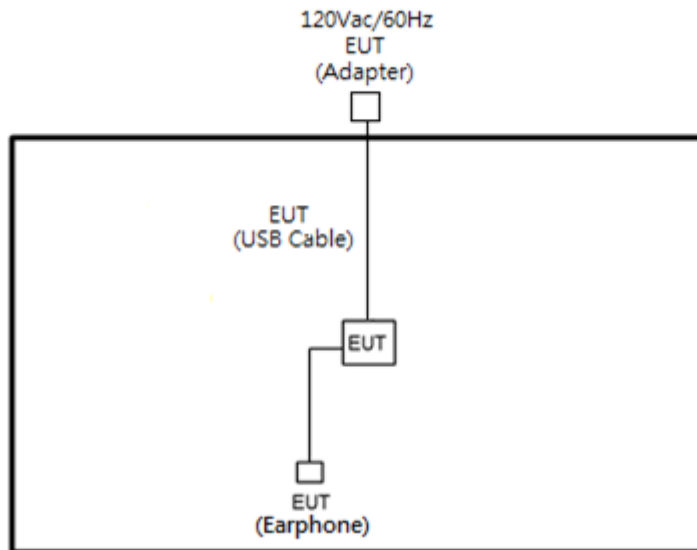 120Vac/60Hz
EUT
(Adapter)
EUT
(USB Cable)
EUT
EUT
(Earphone)